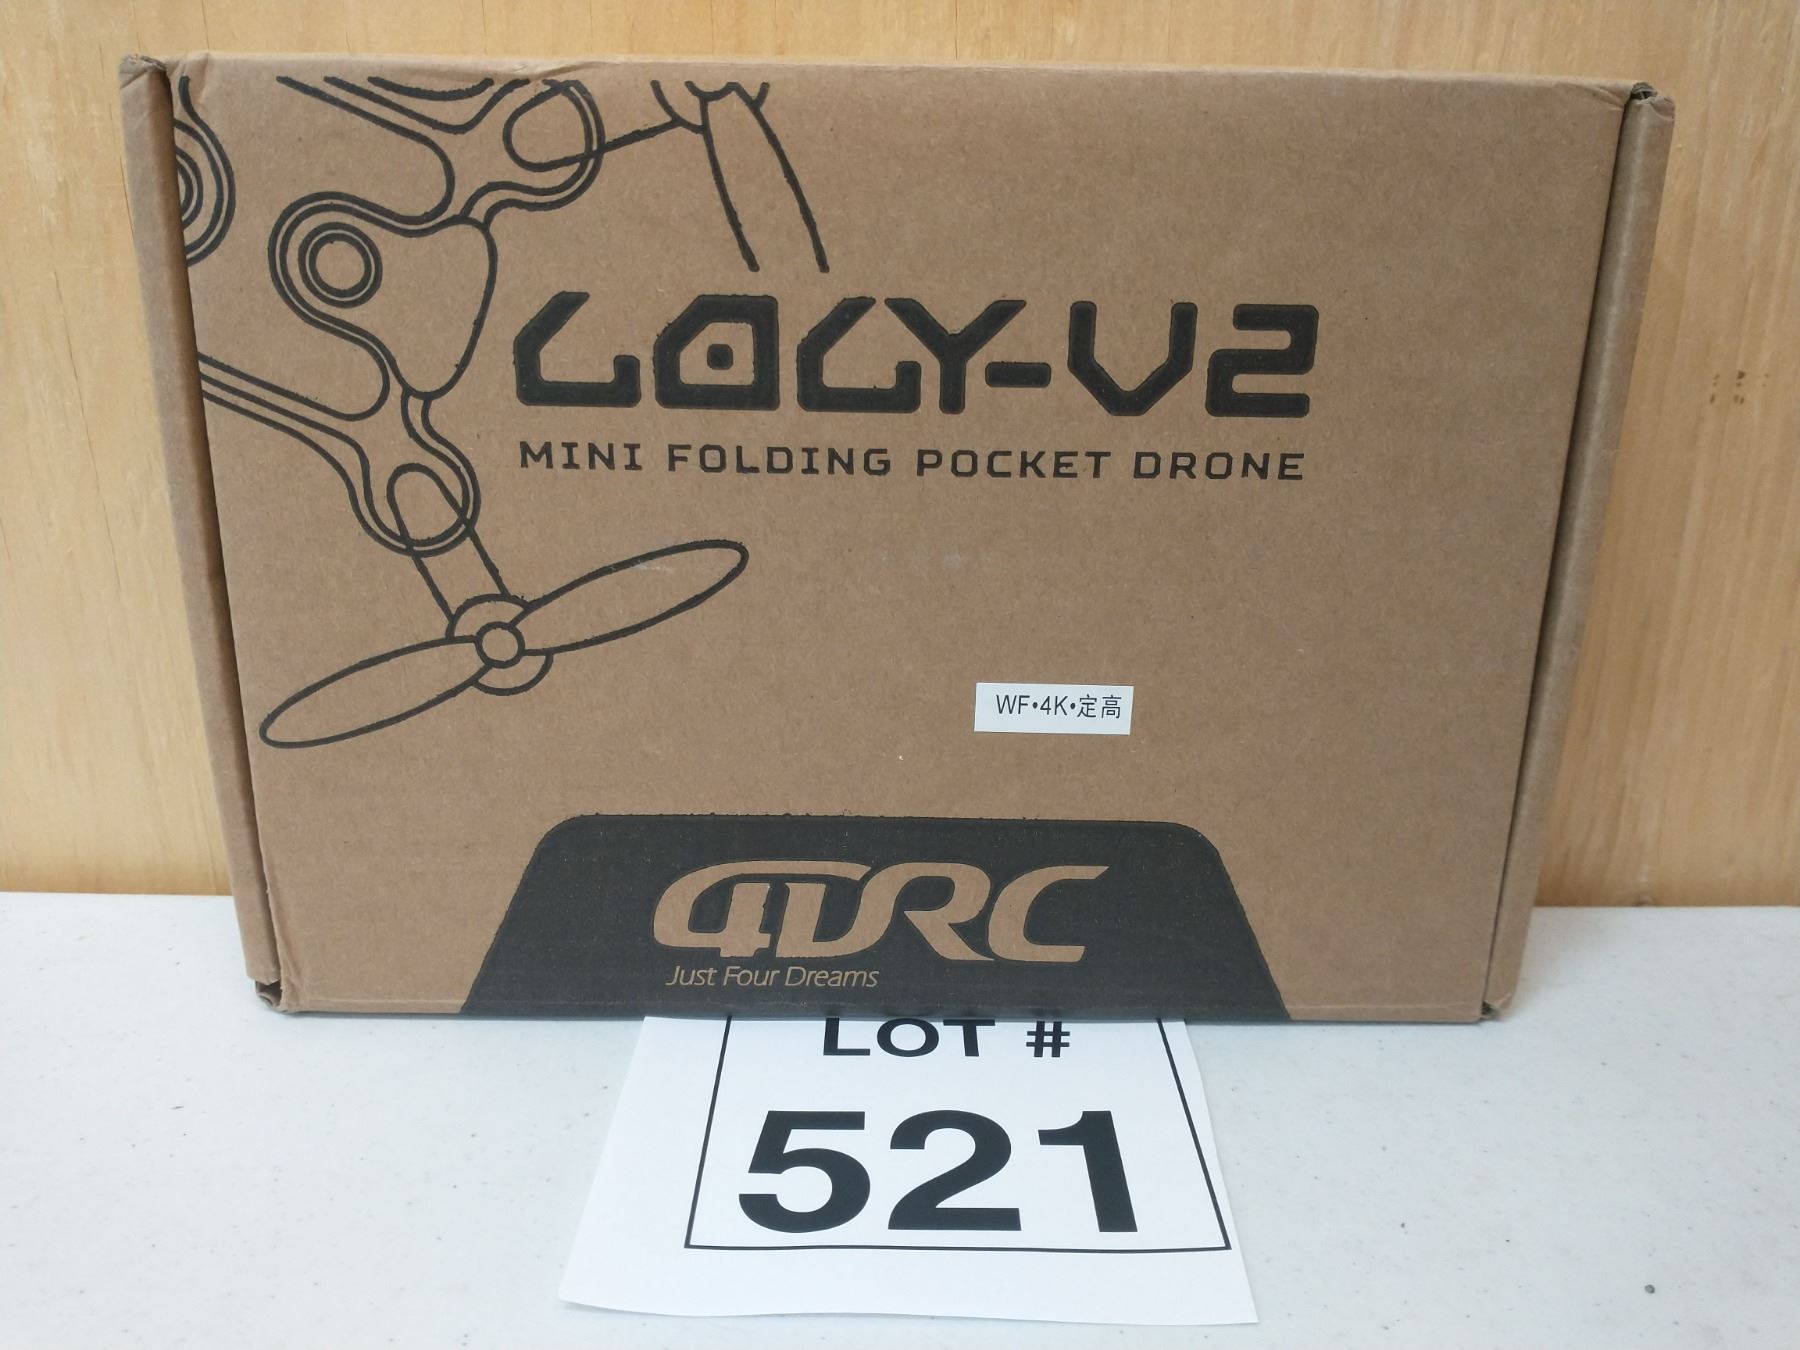 LOLY-V2
MINI FOLDING POCKET DRONE
WF•4K•定高
4DRC
Just Four Dreams
LOT #
521